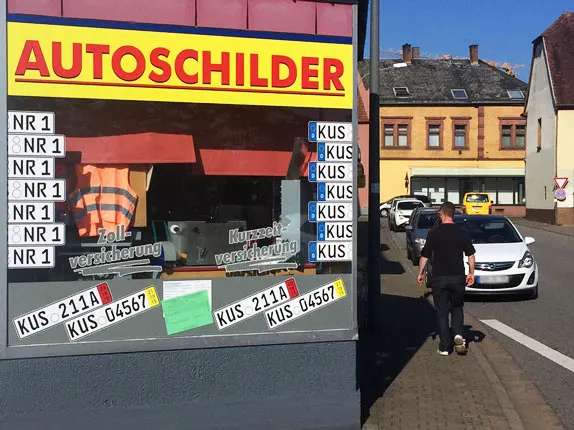 AUTOSCHILDER
NR 1
NR 1
NR 1
NR 1
NR 1
NR 1
NR 1
KUS
KUS
KUS
KUS
KUS
KUS
KUS
Zoll-
versicherung
Kurzzeit-
versicherung
KUS 211A
KUS 04567
KUS 211A
KUS 04567